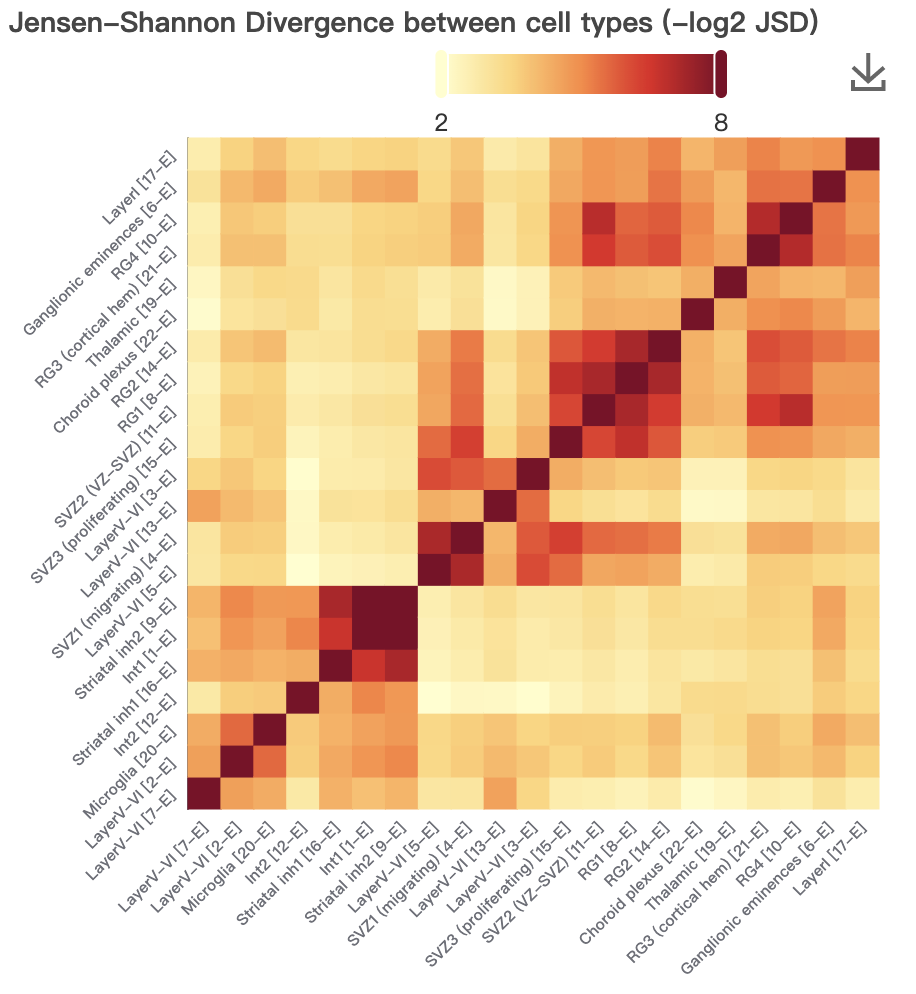 Jensen–Shannon Divergence between cell types (−log2 JSD)
2
8
LayerI [17−E]
Ganglionic eminences [6−E]
RG4 [10−E]
RG3 (cortical hem) [21−E]
Thalamic [19−E]
Choroid plexus [22−E]
RG2 [14−E]
RG1 [8−E]
SVZ2 (VZ−SVZ) [11−E]
SVZ3 (proliferating) [15−E]
LayerV−VI [3−E]
LayerV−VI [13−E]
SVZ1 (migrating) [4−E]
LayerV−VI [5−E]
Striatal inh2 [9−E]
Int1 [1−E]
Striatal inh1 [16−E]
Int2 [12−E]
Microglia [20−E]
LayerV−VI [2−E]
LayerV−VI [7−E]
LayerV−VI [7−E]
LayerV−VI [2−E]
Microglia [20−E]
Int2 [12−E]
Striatal inh1 [16−E]
Int1 [1−E]
Striatal inh2 [9−E]
LayerV−VI [5−E]
SVZ1 (migrating) [4−E]
LayerV−VI [13−E]
LayerV−VI [3−E]
SVZ3 (proliferating) [15−E]
SVZ2 (VZ−SVZ) [11−E]
RG1 [8−E]
RG2 [14−E]
Choroid plexus [22−E]
Thalamic [19−E]
RG3 (cortical hem) [21−E]
RG4 [10−E]
Ganglionic eminences [6−E]
LayerI [17−E]